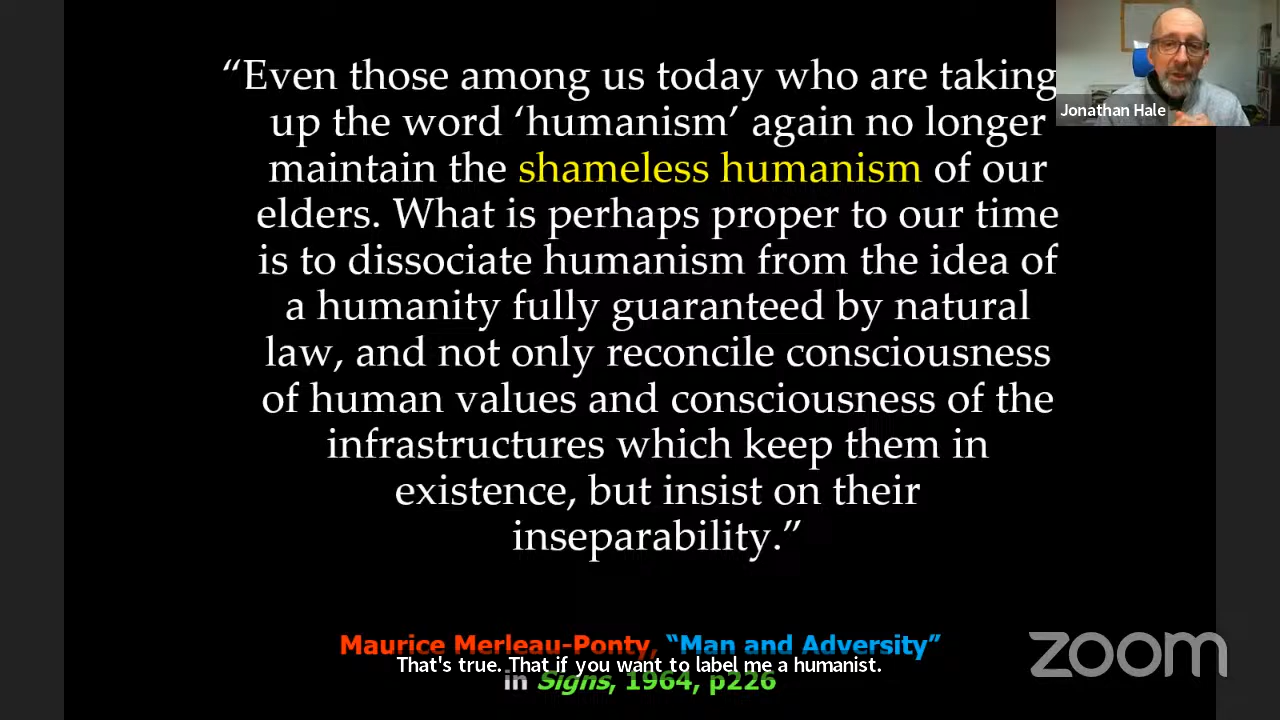 “Even those among us today who are taking
up the word ‘humanism’ again no longer
maintain the shameless humanism of our
elders. What is perhaps proper to our time
is to dissociate humanism from the idea of
a humanity fully guaranteed by natural
law, and not only reconcile consciousness
of human values and consciousness of the
infrastructures which keep them in
existence, but insist on their
inseparability.”
Jonathan Hale
Maurice Merleau-Ponty, “Man and Adversity”
That's true. That if you want to label me a humanist.
in Signs, 1964, p226
zoom